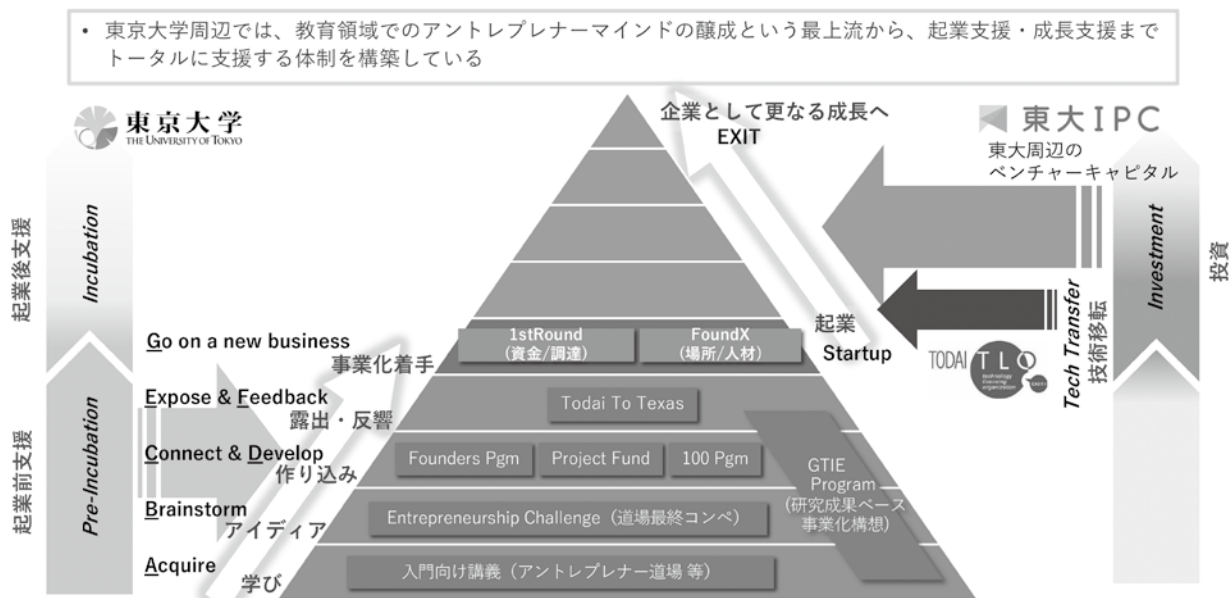 • 東京大学周辺では、教育領域でのアントレプレナーマインドの醸成という最上流から、起業支援・成長支援まで
トータルに支援する体制を構築している
東京大学
THE UNIVERSITY OF TOKYO
企業として更なる成長へ
EXIT
東大IPC
東大周辺の
ベンチャーキャピタル
起業後支援
Incubation
Investment
投資
起業
Startup
Tech Transfer
技術移転
TODAI TLO
technology
licensing
organization
Go on a new business
事業化着手
1stRound
(資金/調達)
FoundX
(場所/人材)
Expose & Feedback
露出・反響
Todai To Texas
起業前支援
Pre-Incubation
Connect & Develop
作り込み
Founders Pgm
Project Fund
100 Pgm
GTIE
Program
(研究成果ベース
事業化構想)
Brainstorm
アイディア
Entrepreneurship Challenge（道場最終コンペ）
Acquire
学び
入門向け講義（アントレプレナー道場 等）